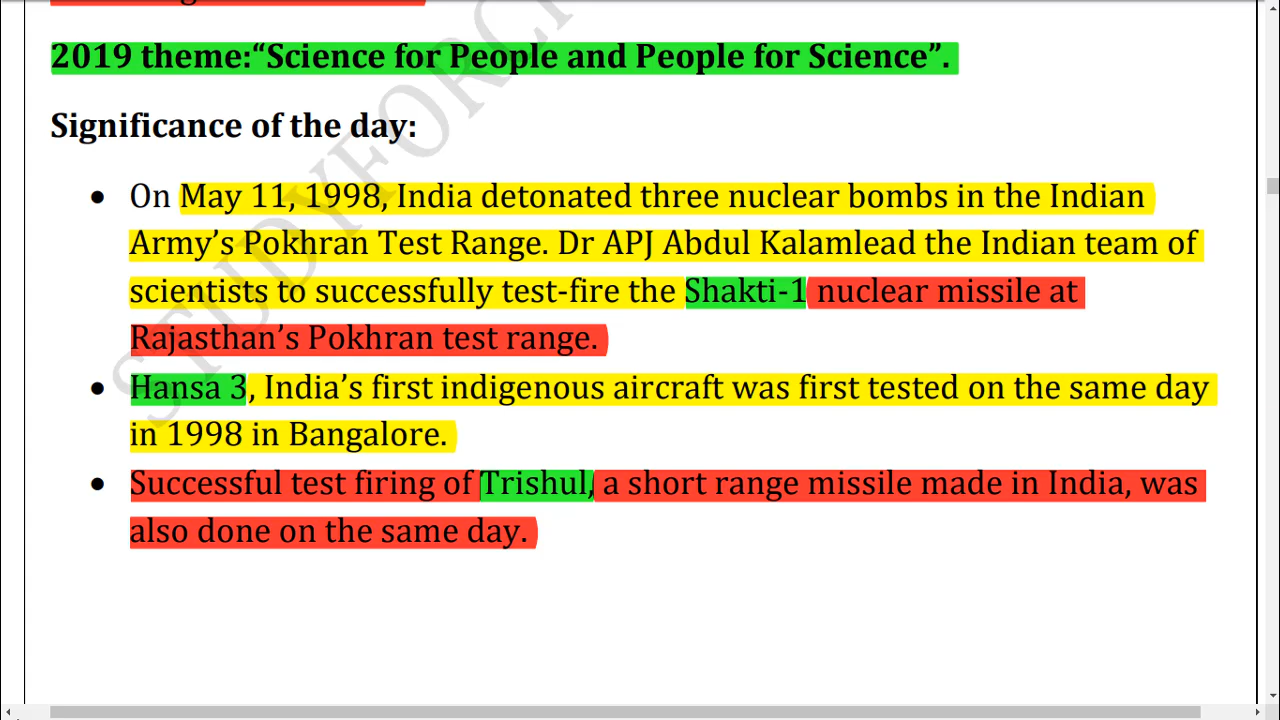 2019 theme:“Science for People and People for Science”.
Significance of the day:
• On May 11, 1998, India detonated three nuclear bombs in the Indian
Army’s Pokhran Test Range. Dr APJ Abdul Kalamlead the Indian team of
scientists to successfully test-fire the Shakti-1 nuclear missile at
Rajasthan’s Pokhran test range.
• Hansa 3, India’s first indigenous aircraft was first tested on the same day
in 1998 in Bangalore.
• Successful test firing of Trishul, a short range missile made in India, was
also done on the same day.